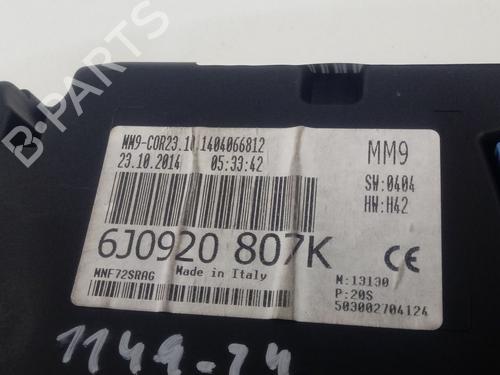 B-PARTS
MM9-COR23.10.1404066812
23.10.2014 05:33:42
MM9
SW:0404
HW:H42
6J0920 807K
CE
MNF72SRAG Made in Italy
M:13130
P:20S
503002704124
1149-24